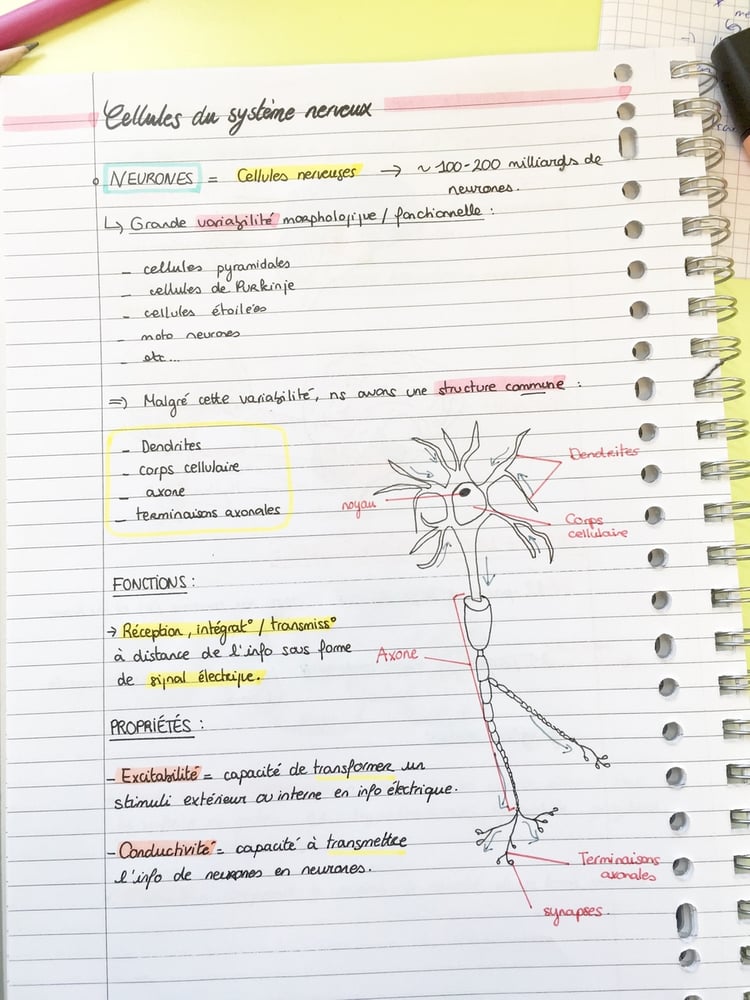 Cellules du système nerveux
NEURONES = Cellules nerveuses → ~ 100-200 milliards de
neurones.
↳ Grande variabilité morphologique / fonctionnelle :
- cellules pyramidales
- cellules de Purkinje
- cellules étoilées
- moto neurones
- etc...
⇒ Malgré cette variabilité, ns avons une structure commune :
- Dendrites
- corps cellulaire
- axone
- terminaisons axonales
Dendrites
noyau
Corps
cellulaire
FONCTIONS :
→ Réception, intégrat° / transmiss°
à distance de l'info sous forme
de signal électrique.
Axone
PROPRIÉTÉS :
- Excitabilité = capacité de transformer un
stimuli extérieur ou interne en info électrique.
- Conductivité = capacité à transmettre
l'info de neurones en neurones.
Terminaisons
axonales
synapses.